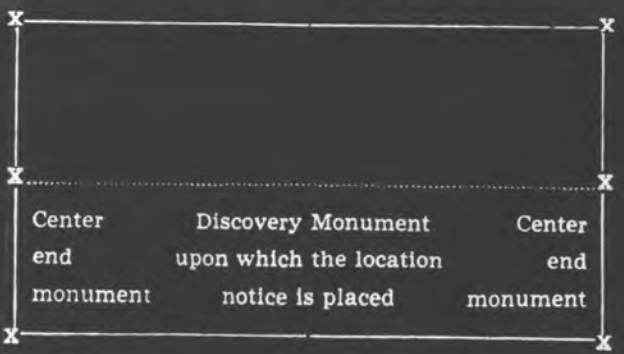 X X
X X
Center Discovery Monument Center
end upon which the location end
monument notice is placed monument
X X